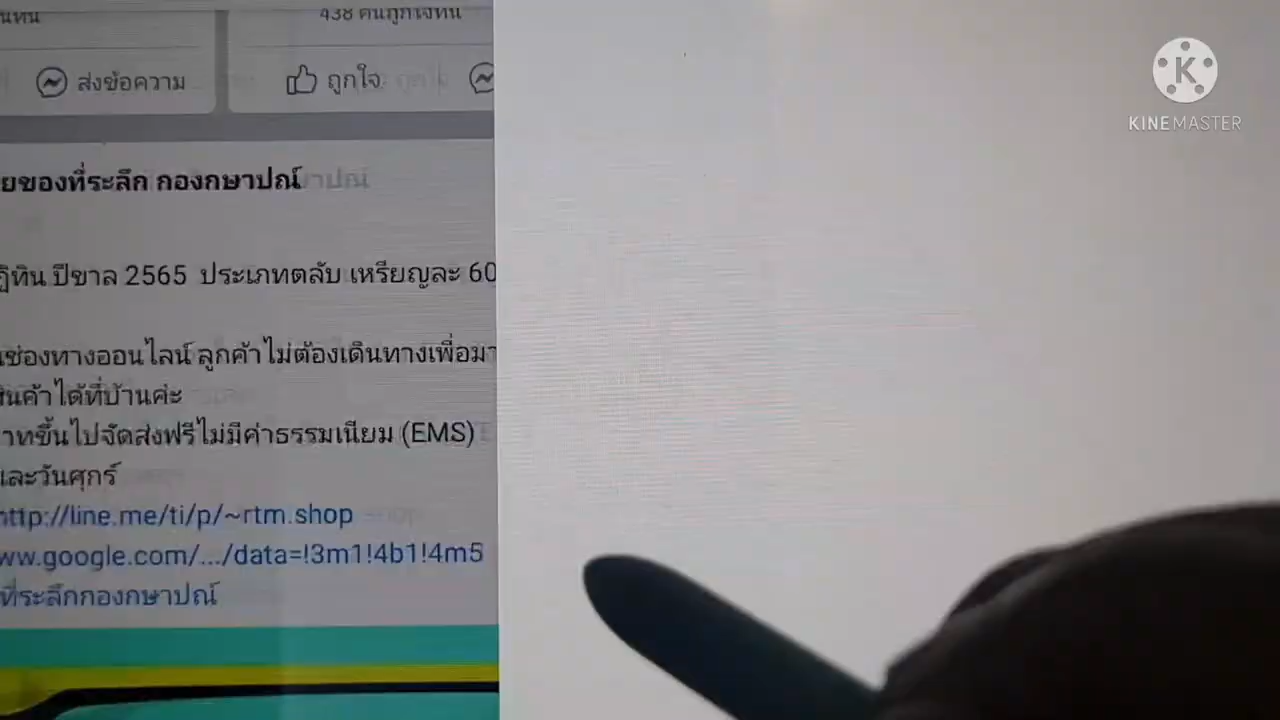 438 คนถูกใจที่นี่
ส่งข้อความ
ถูกใจ
KINEMASTER
ยของที่ระลึก กองกษาปณ์
ฏิทิน ปีขาล 2565 ประเภทตลับ เหรียญละ 60
นช่องทางออนไลน์ ลูกค้าไม่ต้องเดินทางเพื่อมา
สินค้าได้ที่บ้านค่ะ
าทขึ้นไปจัดส่งฟรีไม่มีค่าธรรมเนียม (EMS)
และวันศุกร์
http://line.me/ti/p/~rtm.shop
ww.google.com/.../data=!3m1!4b1!4m5
ที่ระลึกกองกษาปณ์